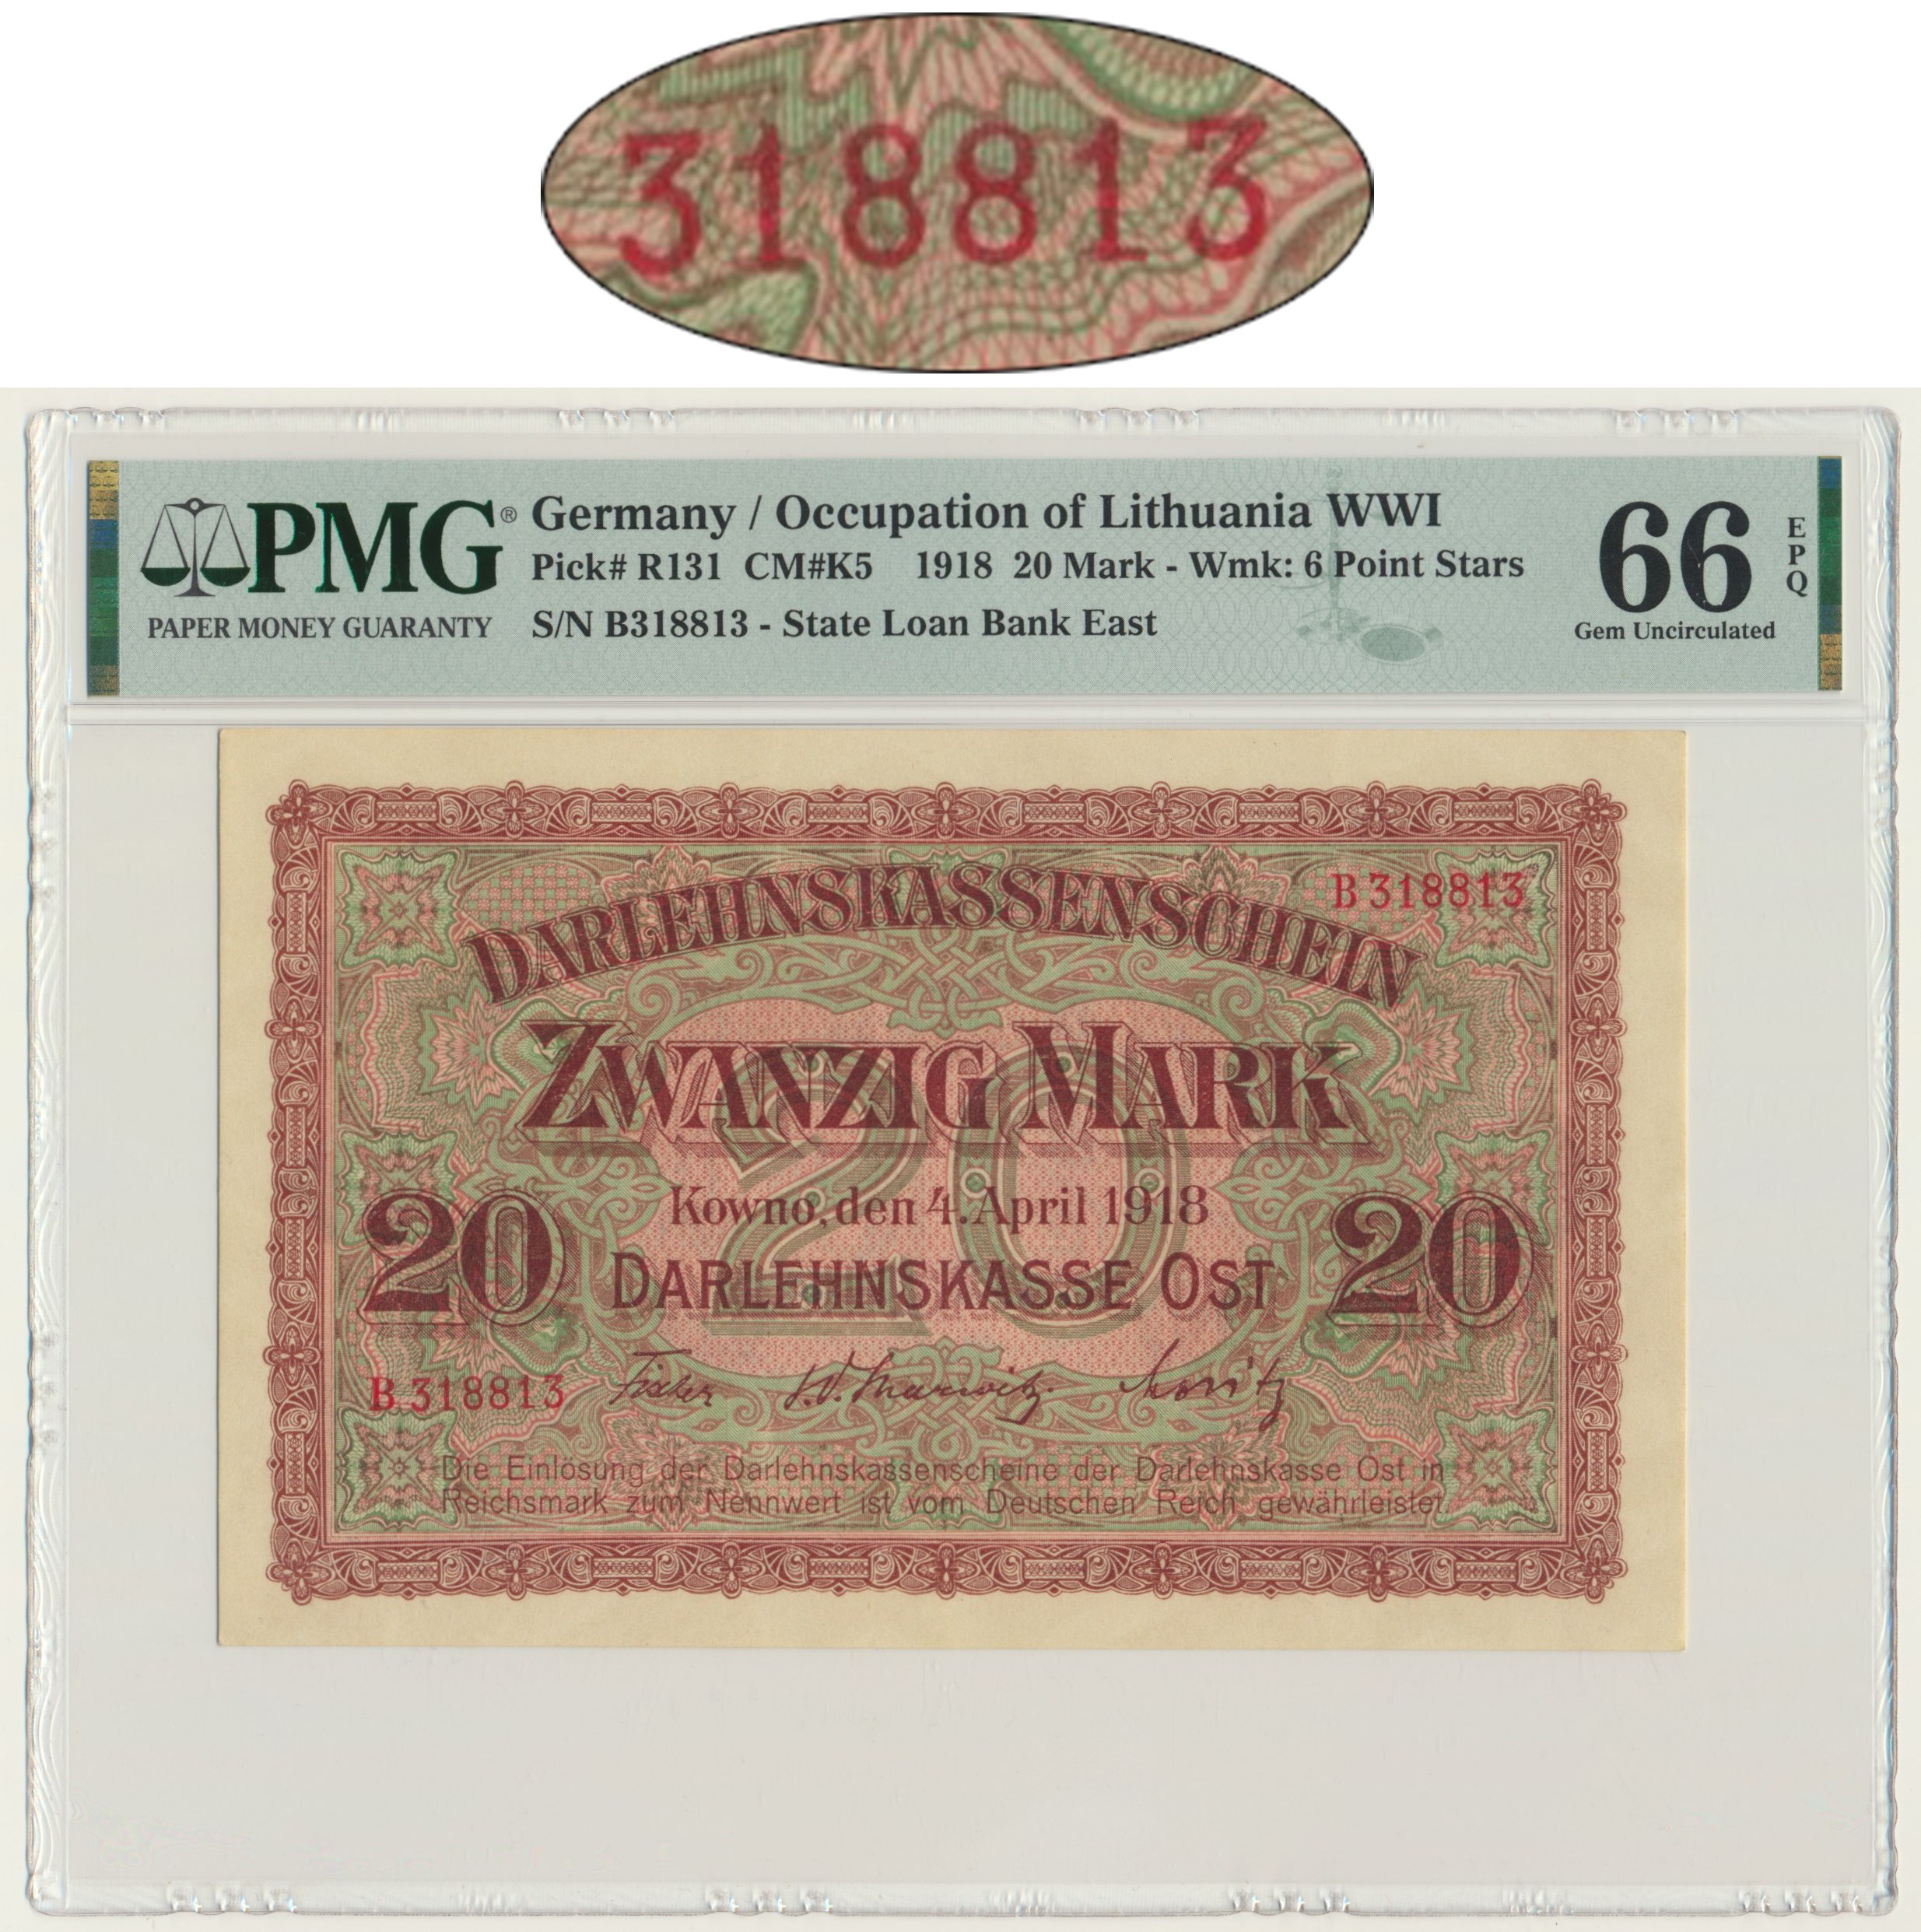 318813
PMG®
PAPER MONEY GUARANTY
Germany / Occupation of Lithuania WWI
Pick# R131 CM#K5 1918 20 Mark - Wmk: 6 Point Stars
S/N B318813 - State Loan Bank East
66
EPQ
Gem Uncirculated
B318813
DARLEHNSKASSENSCHEIN
ZWANZIG MARK
20
Kowno, den 4. April 1918
20 DARLEHNSKASSE OST 20
B318813
Die Einlösung der Darlehnskassenscheine der Darlehnskasse Ost in
Reichsmark zum Nennwert ist vom Deutschen Reich gewährleistet.